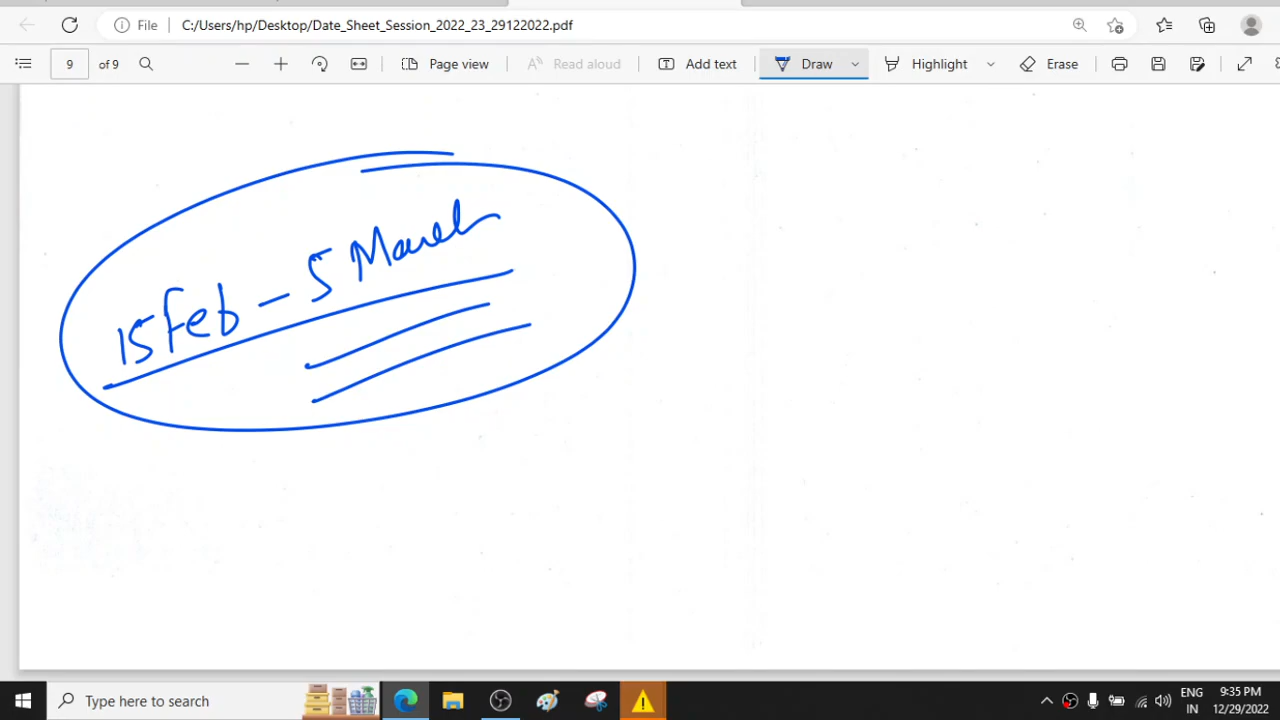 File C:/Users/hp/Desktop/Date_Sheet_Session_2022_23_29122022.pdf
9 of 9 Page view Read aloud Add text Draw Highlight Erase
15 Feb - 5 March
Type here to search
ENG 9:35 PM
IN 12/29/2022